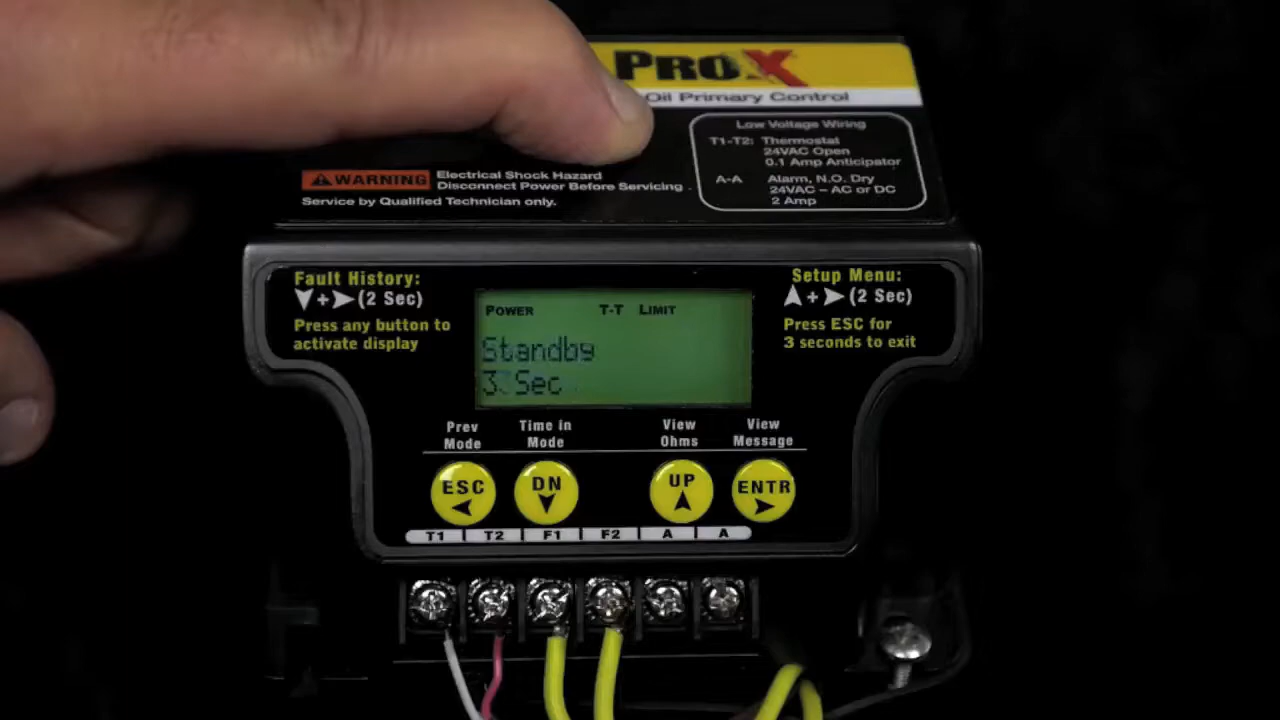 PROX
Oil Primary Control
Low Voltage Wiring
T1-T2: Thermostat
24VAC Open
0.1 Amp Anticipator
A-A Alarm, N.O. Dry
24VAC – AC or DC
2 Amp
WARNING Electrical Shock Hazard
Disconnect Power Before Servicing
Service by Qualified Technician only.
Fault History:
+ (2 Sec)
Press any button to
activate display
POWER T-T LIMIT
Standby
Sec
Setup Menu:
+ (2 Sec)
Press ESC for
3 seconds to exit
Prev
Mode
Time in
Mode
View
Ohms
View
Message
ESC DN UP ENTR
T1 T2 F1 F2 A A